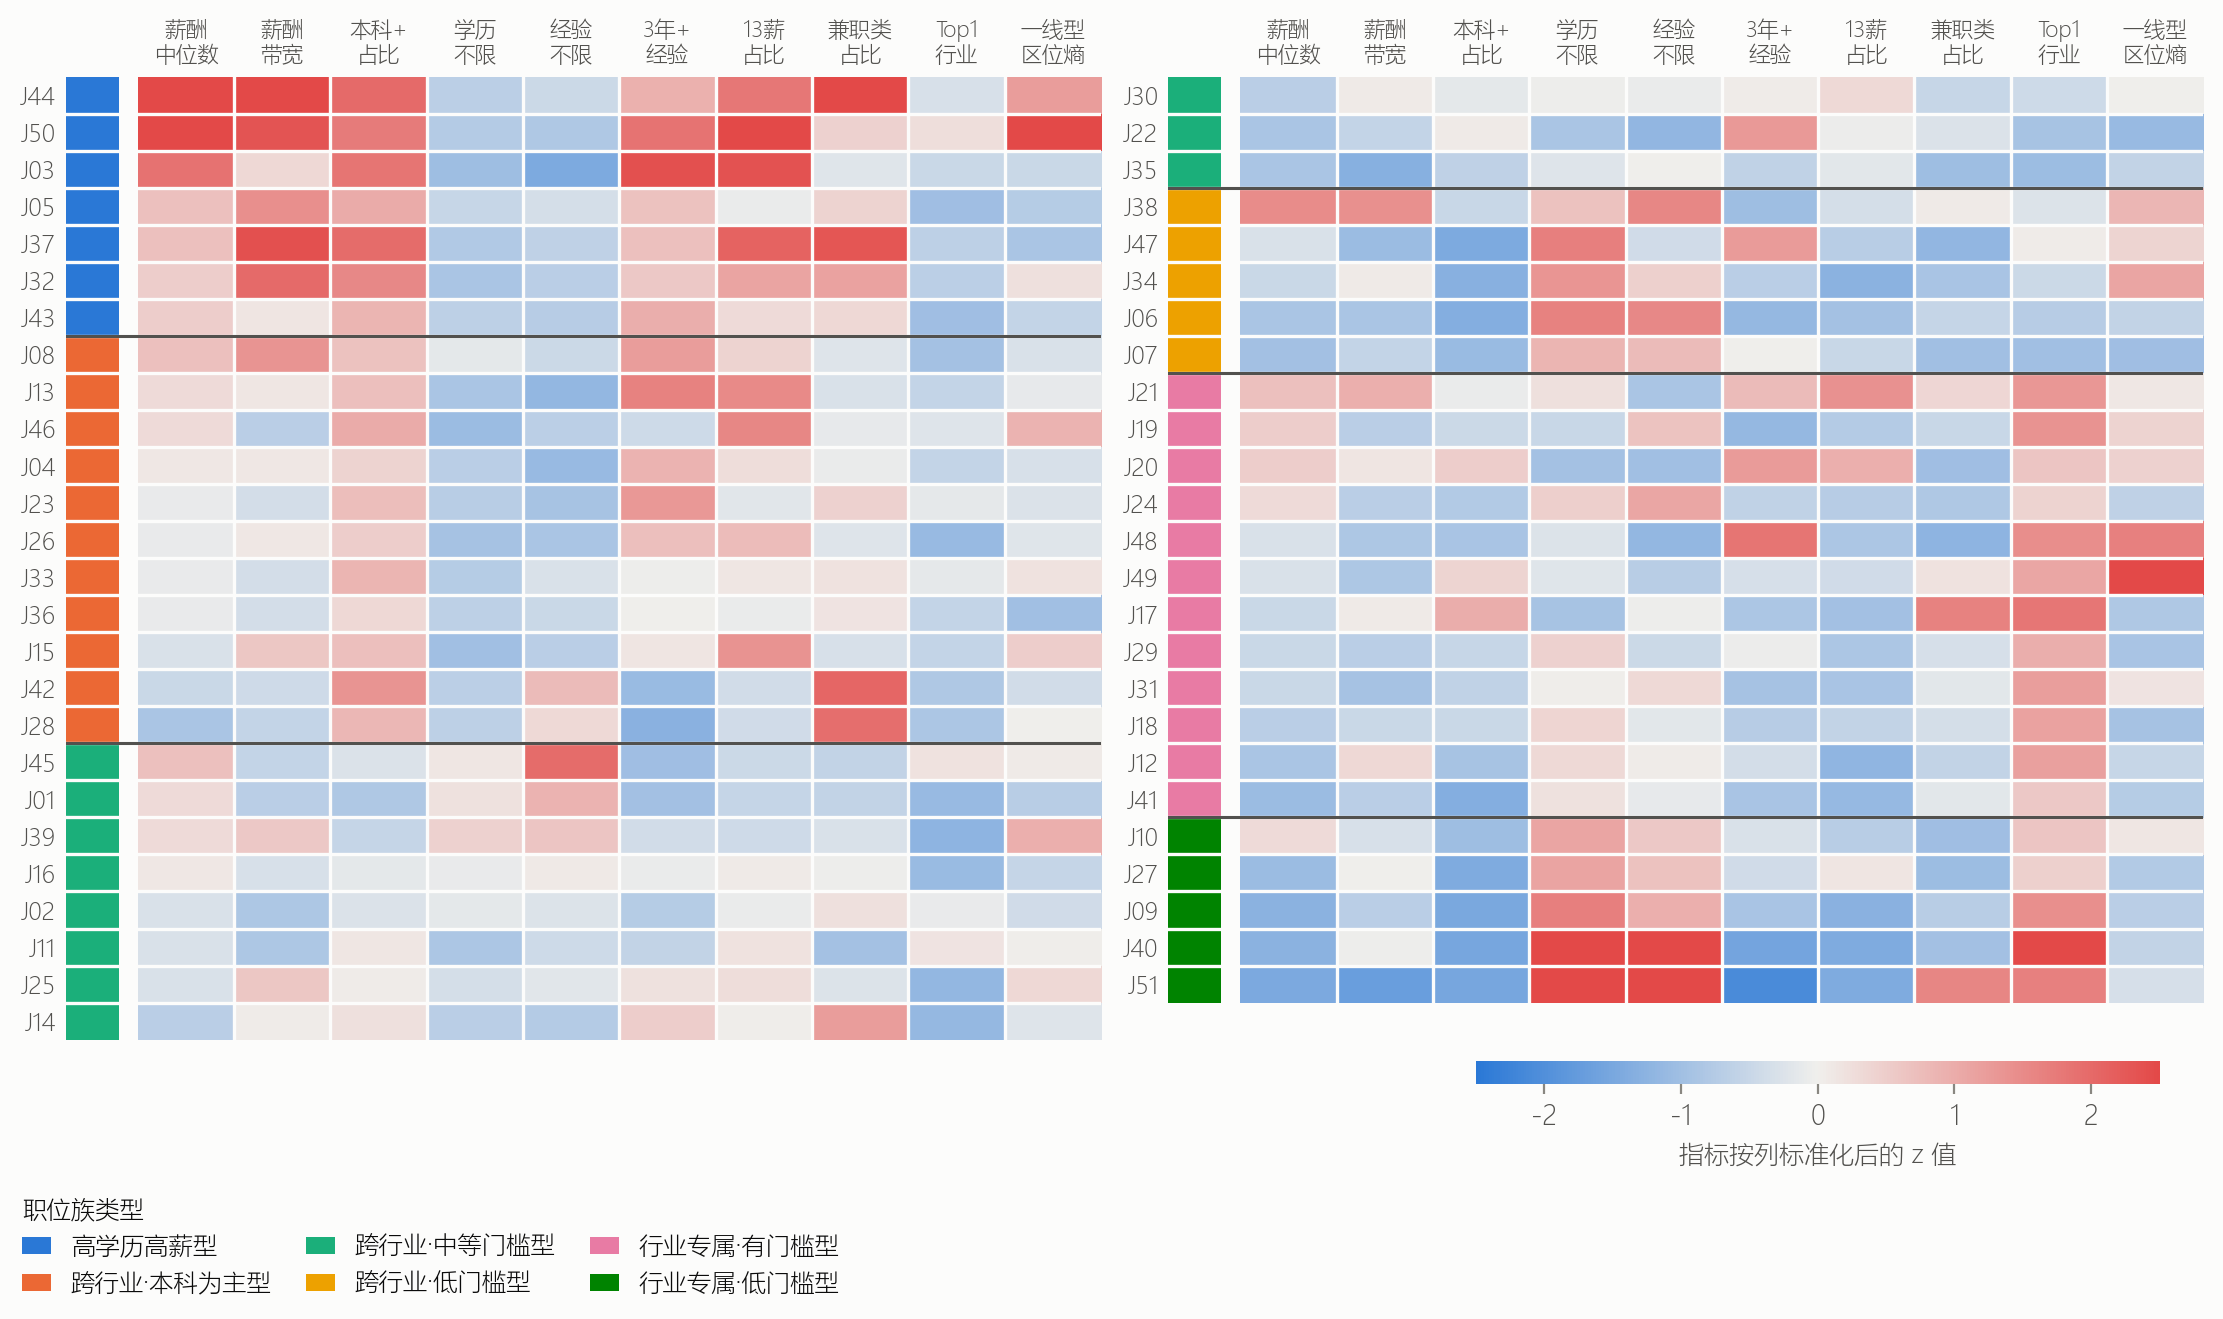 薪酬 薪酬 本科+ 学历 经验 3年+ 13薪 兼职类 Top1 一线型
中位数 带宽 占比 不限 不限 经验 占比 占比 行业 区位熵
J44
J50
J03
J05
J37
J32
J43
J08
J13
J46
J04
J23
J26
J33
J36
J15
J42
J28
J45
J01
J39
J16
J02
J11
J25
J14
薪酬 薪酬 本科+ 学历 经验 3年+ 13薪 兼职类 Top1 一线型
中位数 带宽 占比 不限 不限 经验 占比 占比 行业 区位熵
J30
J22
J35
J38
J47
J34
J06
J07
J21
J19
J20
J24
J48
J49
J17
J29
J31
J18
J12
J41
J10
J27
J09
J40
J51
-2 -1 0 1 2
指标按列标准化后的 z 值
职位族类型
高学历高薪型 跨行业·中等门槛型 行业专属·有门槛型
跨行业·本科为主型 跨行业·低门槛型 行业专属·低门槛型